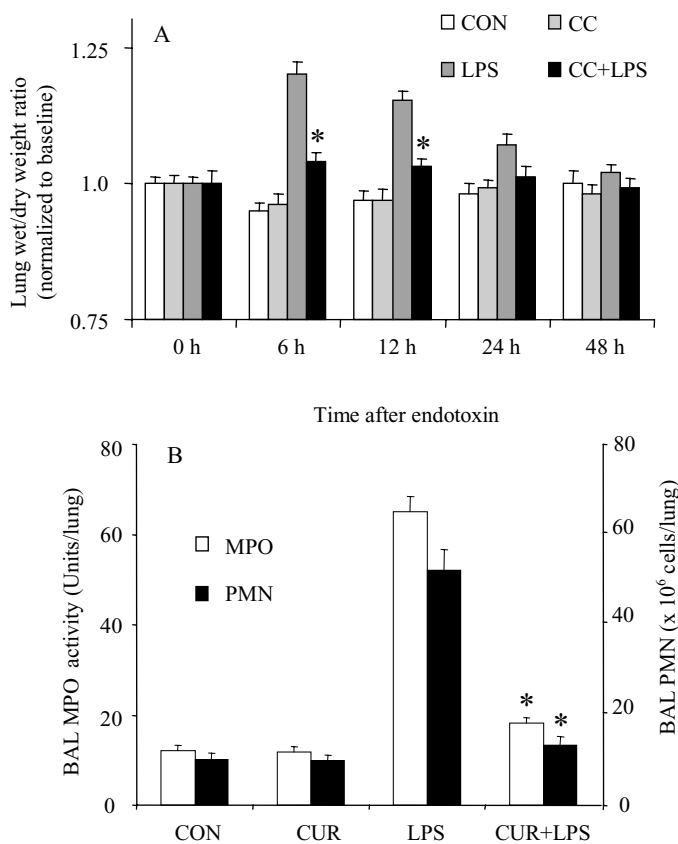 A
CON
CC
LPS
CC+LPS
Lung wet/dry weight ratio
(normalized to baseline)
1.25
1.0
0.75
*
*
0 h
6 h
12 h
24 h
48 h
Time after endotoxin
B
BAL MPO activity (Units/lung)
80
60
40
20
0
MPO
PMN
*
*
80
60
40
20
0
BAL PMN (x 10⁶ cells/lung)
CON
CUR
LPS
CUR+LPS